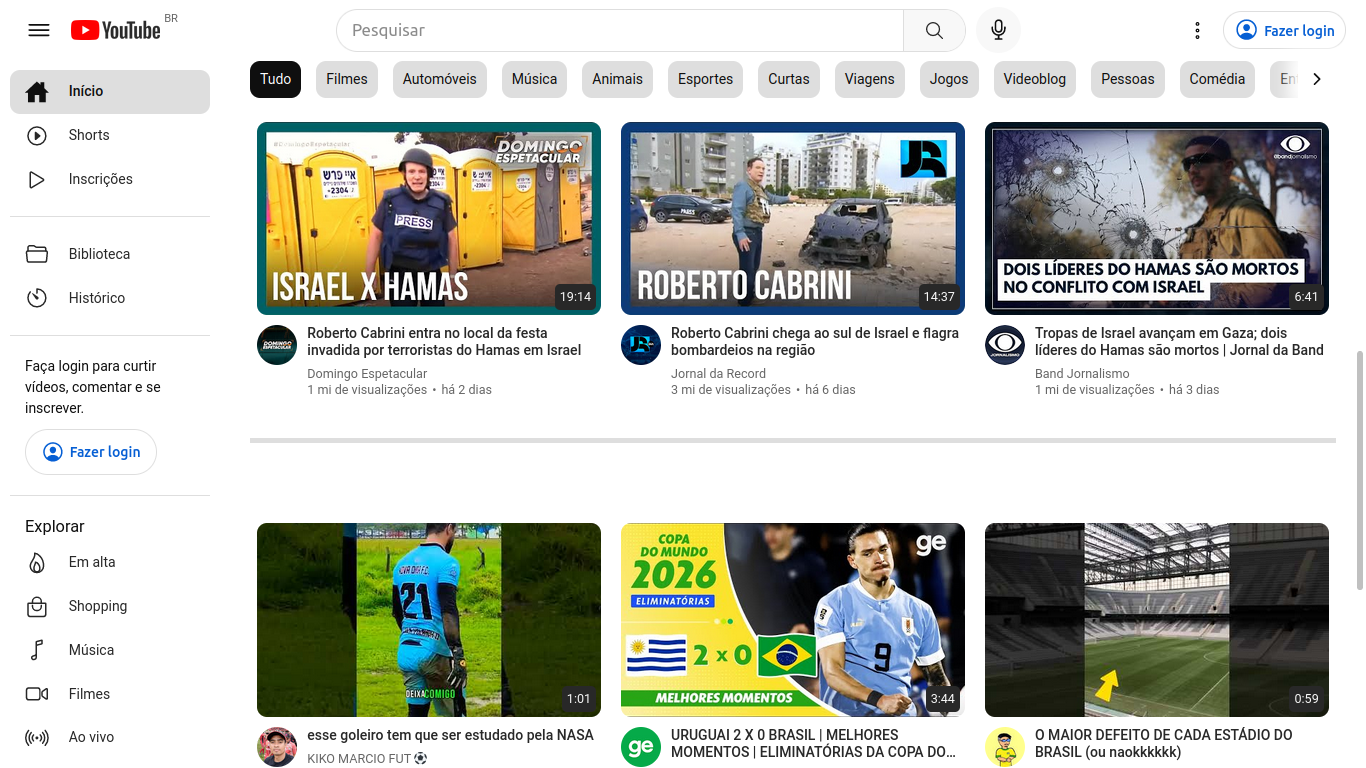 YouTube BR
Pesquisar
Fazer login
Tudo Filmes Automóveis Música Animais Esportes Curtas Viagens Jogos Videoblog Pessoas Comédia
Início
Shorts
Inscrições
Biblioteca
Histórico
Faça login para curtir
vídeos, comentar e se
inscrever.
Fazer login
Explorar
Em alta
Shopping
Música
Filmes
Ao vivo
DOMINGO
ESPETACULAR
איי פרש
*2304
PRESS
ISRAEL X HAMAS
19:14
Roberto Cabrini entra no local da festa
invadida por terroristas do Hamas em Israel
Domingo Espetacular
1 mi de visualizações • há 2 dias
PRESS
ROBERTO CABRINI
14:37
Roberto Cabrini chega ao sul de Israel e flagra
bombardeios na região
Jornal da Record
3 mi de visualizações • há 6 dias
@bandjornalismo
DOIS LÍDERES DO HAMAS SÃO MORTOS
NO CONFLITO COM ISRAEL
6:41
JORNALISMO
Tropas de Israel avançam em Gaza; dois
líderes do Hamas são mortos | Jornal da Band
Band Jornalismo
1 mi de visualizações • há 3 dias
21
DEIXA COMIGO
1:01
esse goleiro tem que ser estudado pela NASA
KIKO MARCIO FUT
COPA
DO MUNDO
2026
ELIMINATÓRIAS
2 x 0
MELHORES MOMENTOS
ge
9
3:44
ge
URUGUAI 2 X 0 BRASIL | MELHORES
MOMENTOS | ELIMINATÓRIAS DA COPA DO...
0:59
O MAIOR DEFEITO DE CADA ESTÁDIO DO
BRASIL (ou naokkkkkk)